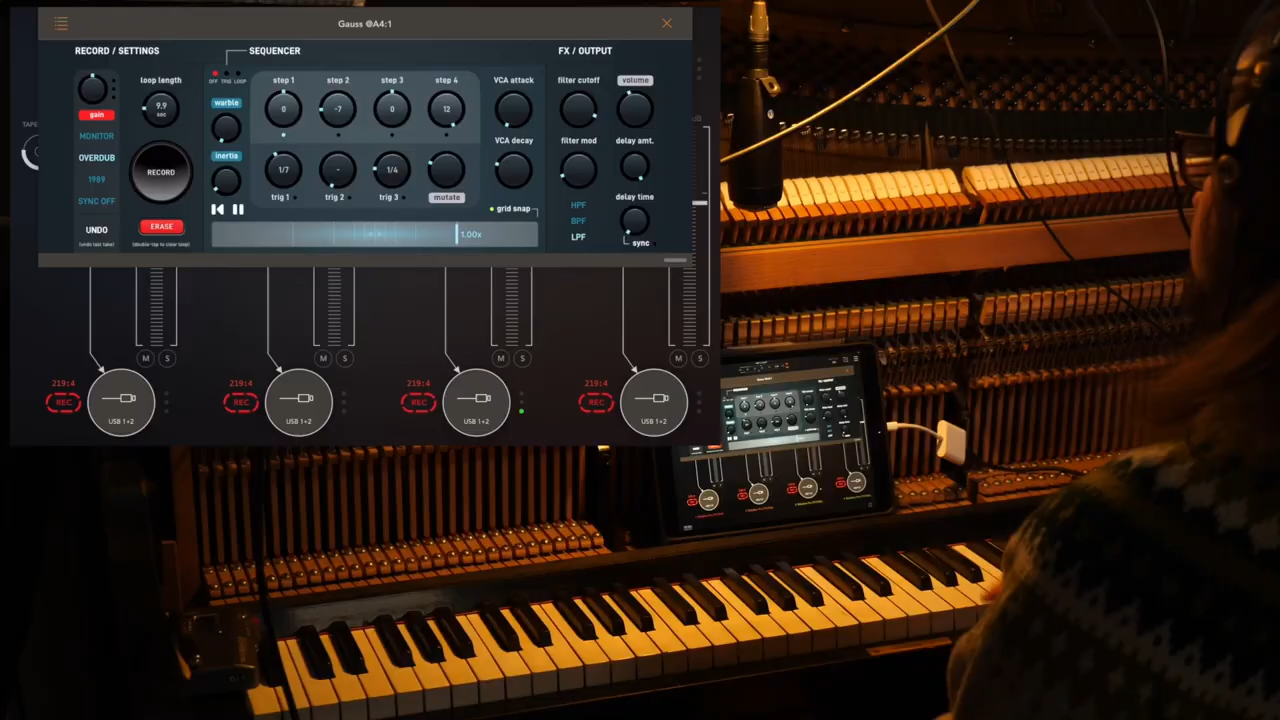 Gauss @A4:1
RECORD / SETTINGS
SEQUENCER
FX / OUTPUT
loop length
OFF TRIG LOOP
step 1
step 2
step 3
step 4
VCA attack
filter cutoff
volume
9.9
sec
warble
0
-7
0
12
gain
MONITOR
VCA decay
filter mod
delay amt.
OVERDUB
inertia
RECORD
1/7
-
1/4
1989
SYNC OFF
trig 1
trig 2
trig 3
mutate
delay time
HPF
grid snap
BPF
UNDO
ERASE
1.00x
LPF
sync
(undo last take)
(double-tap to clear loop)
TAPE
dB
M
S
M
S
M
S
M
S
219:4
219:4
219:4
219:4
REC
REC
REC
REC
USB 1+2
USB 1+2
USB 1+2
USB 1+2